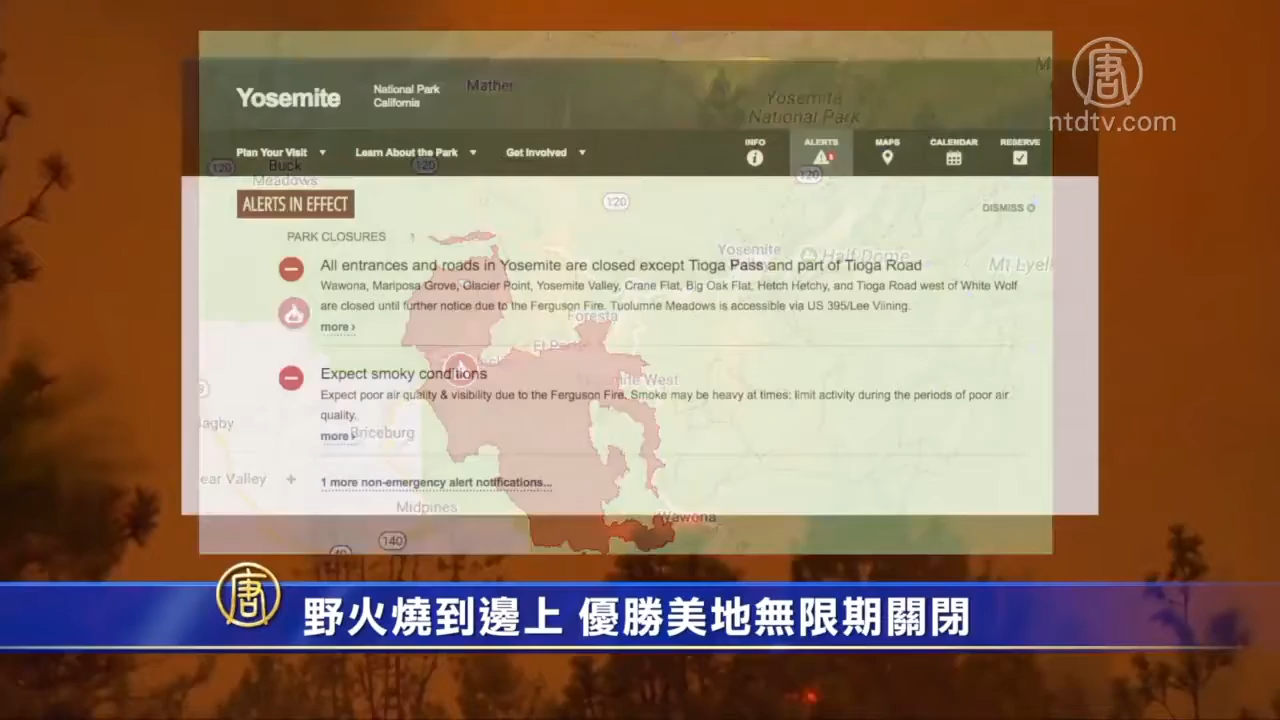 唐
ntdtv.com
Yosemite
National Park
California
Mather
Yosemite
National Park
Plan Your Visit
Learn About the Park
Get Involved
INFO
ALERTS
MAPS
CALENDAR
RESERVE
120
Buck
Meadows
120
120
120
ALERTS IN EFFECT
DISMISS
PARK CLOSURES
Yosemite
Half Dome
Mt Lyell
All entrances and roads in Yosemite are closed except Tioga Pass and part of Tioga Road
Wawona, Mariposa Grove, Glacier Point, Yosemite Valley, Crane Flat, Big Oak Flat, Hetch Hetchy, and Tioga Road west of White Wolf
are closed until further notice due to the Ferguson Fire. Tuolumne Meadows is accessible via US 395/Lee Vining.
Foresta
more ›
Expect smoky conditions
Expect poor air quality & visibility due to the Ferguson Fire. Smoke may be heavy at times: limit activity during the periods of poor air
quality.
more ›
Briceburg
ear Valley
1 more non-emergency alert notifications...
Midpines
Wawona
140
唐
野火燒到邊上 優勝美地無限期關閉